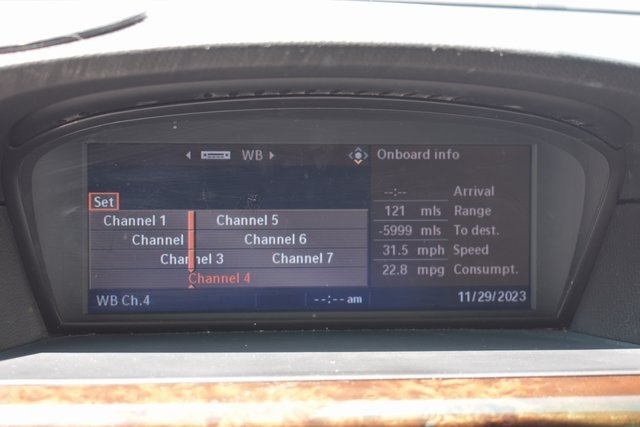 WB
Onboard info
Set
Channel 1 Channel 5
Channel Channel 6
Channel 3 Channel 7
Channel 4
--:-- Arrival
121 mls Range
-5999 mls To dest.
31.5 mph Speed
22.8 mpg Consumpt.
WB Ch.4 --:-- am 11/29/2023